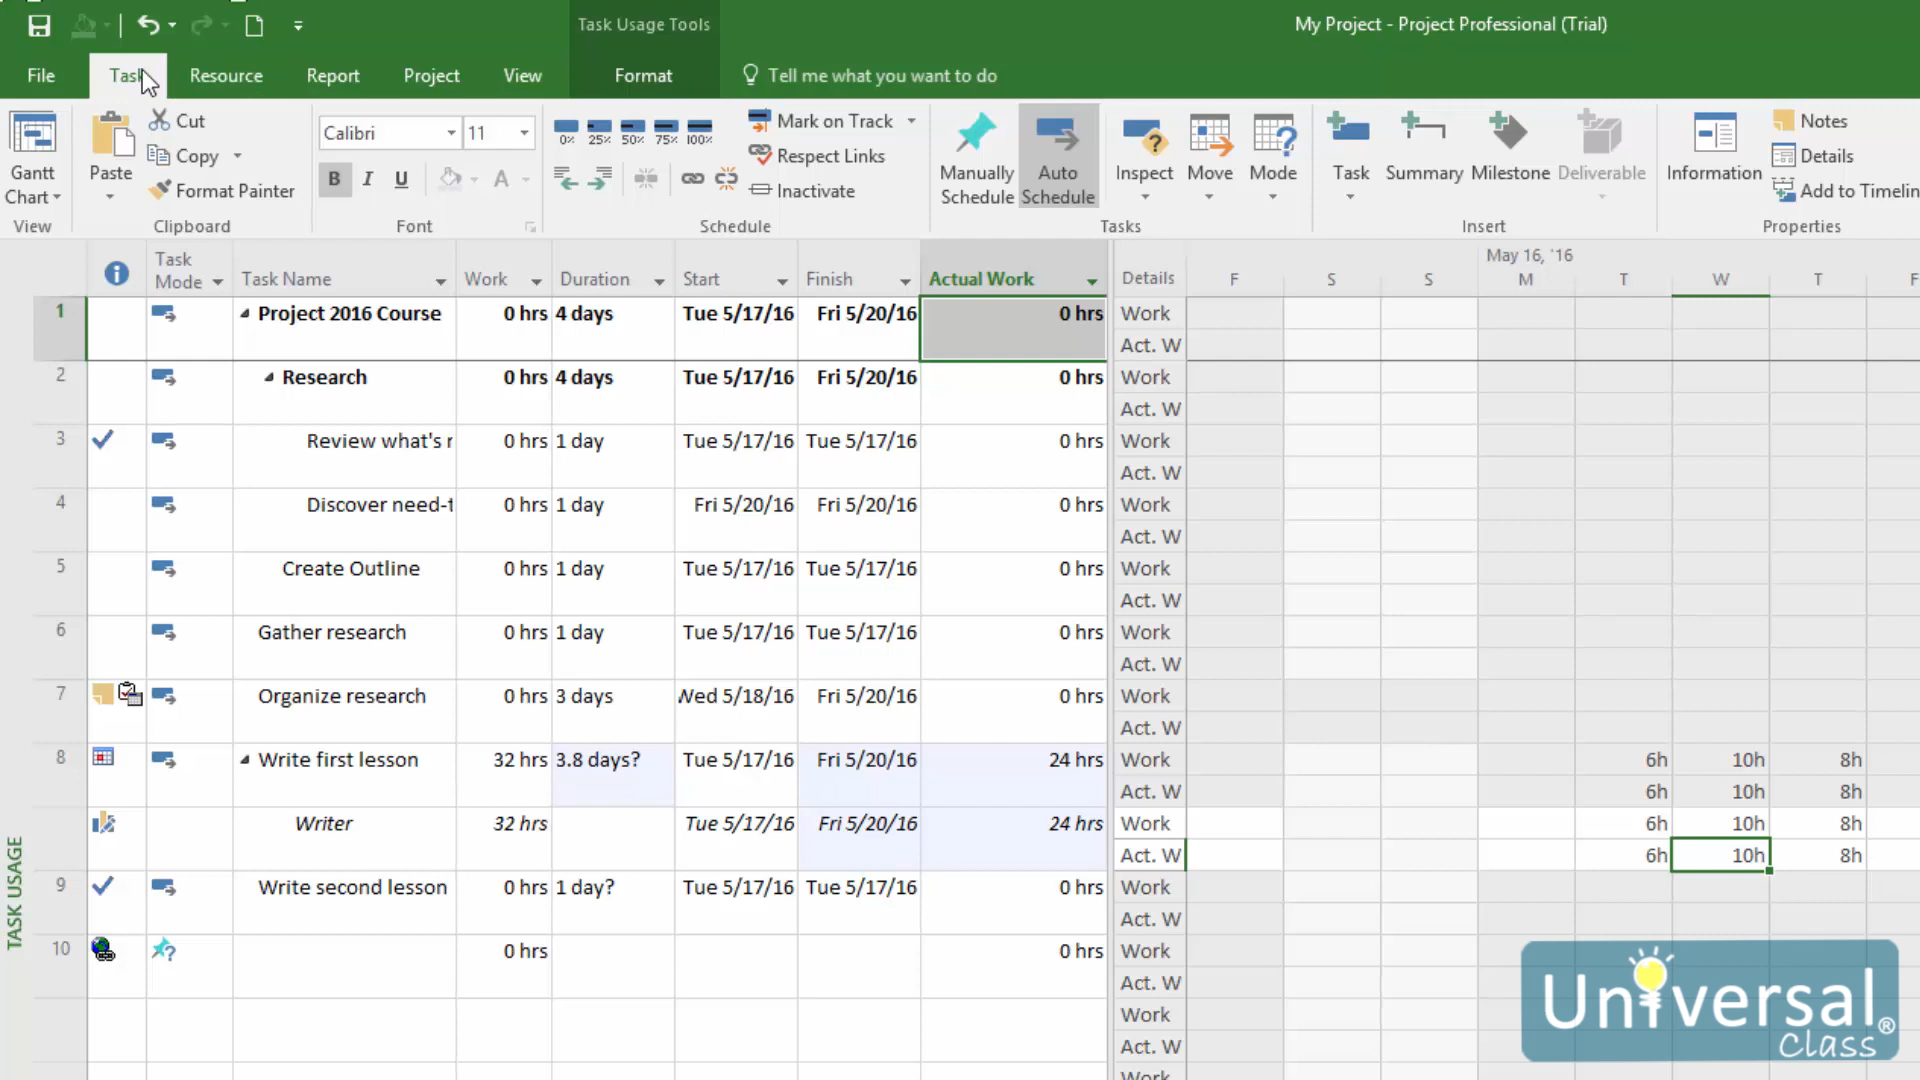 Task Usage Tools
My Project - Project Professional (Trial)
File Task Resource Report Project View Format Tell me what you want to do
Gantt Chart
View
Paste
Cut
Copy
Format Painter
Clipboard
Calibri 11
B I U A
Font
0% 25% 50% 75% 100%
Mark on Track
Respect Links
Inactivate
Schedule
Manually Schedule
Auto Schedule
Inspect
Move
Mode
Tasks
Task
Summary
Milestone
Deliverable
Insert
Information
Notes
Details
Add to Timelin
Properties
Task Mode Task Name Work Duration Start Finish Actual Work Details
May 16, '16
F S S M T W T F
1 Project 2016 Course 0 hrs 4 days Tue 5/17/16 Fri 5/20/16 0 hrs Work
Act. W
2 Research 0 hrs 4 days Tue 5/17/16 Fri 5/20/16 0 hrs Work
Act. W
3 Review what's r 0 hrs 1 day Tue 5/17/16 Tue 5/17/16 0 hrs Work
Act. W
4 Discover need-t 0 hrs 1 day Fri 5/20/16 Fri 5/20/16 0 hrs Work
Act. W
5 Create Outline 0 hrs 1 day Tue 5/17/16 Tue 5/17/16 0 hrs Work
Act. W
6 Gather research 0 hrs 1 day Tue 5/17/16 Tue 5/17/16 0 hrs Work
Act. W
7 Organize research 0 hrs 3 days Wed 5/18/16 Fri 5/20/16 0 hrs Work
Act. W
8 Write first lesson 32 hrs 3.8 days? Tue 5/17/16 Fri 5/20/16 24 hrs Work 6h 10h 8h
Act. W 6h 10h 8h
Writer 32 hrs Tue 5/17/16 Fri 5/20/16 24 hrs Work 6h 10h 8h
Act. W 6h 10h 8h
9 Write second lesson 0 hrs 1 day? Tue 5/17/16 Tue 5/17/16 0 hrs Work
Act. W
10 0 hrs 0 hrs Work
Act. W
Work
Act. W
Work
TASK USAGE
Universal®
Class